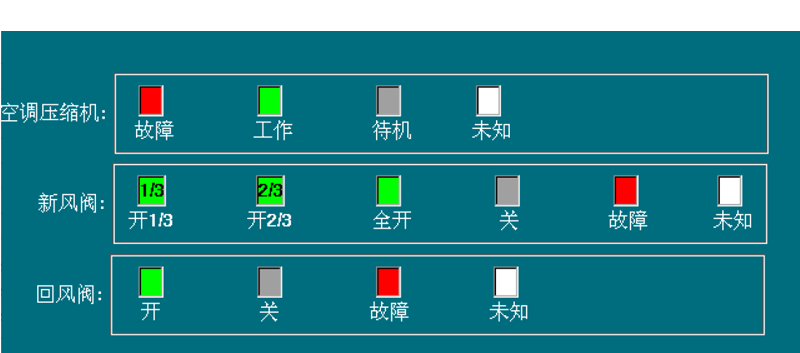 空调压缩机:
故障 工作 待机 未知
新风阀:
1/3 2/3
开1/3 开2/3 全开 关 故障 未知
回风阀:
开 关 故障 未知